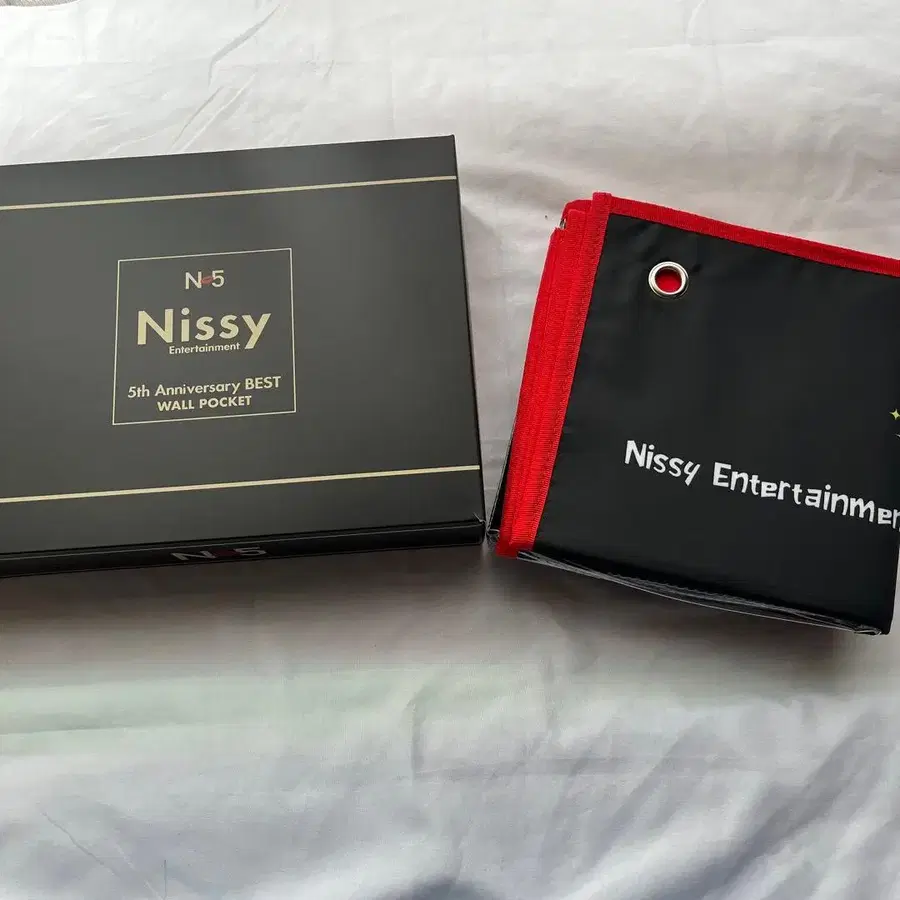 N5
Nissy
Entertainment
5th Anniversary BEST
WALL POCKET
N5
Nissy Entertainmen